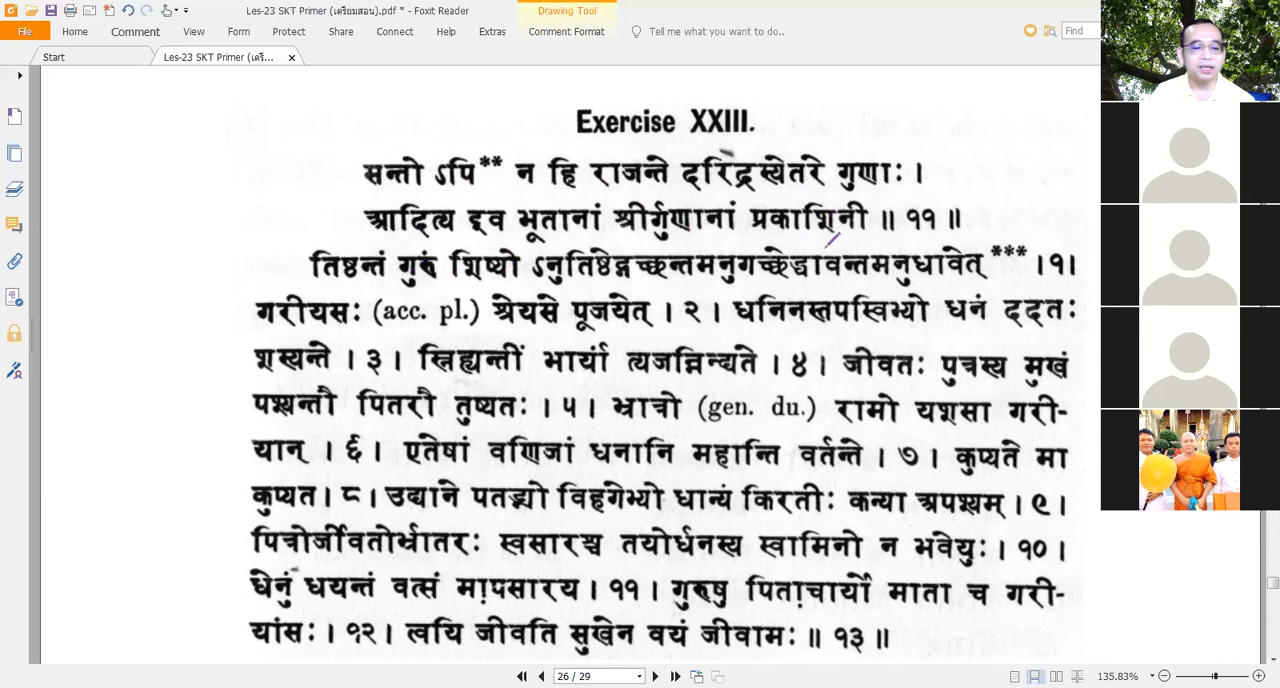 Les-23 SKT Primer (เตรียมสอน).pdf * - Foxit Reader
Drawing Tool
File Home Comment View Form Protect Share Connect Help Extras Comment Format Tell me what you want to do.. Find
Start Les-23 SKT Primer (เตรี...
Exercise XXIII.
सन्तो ऽपि** न हि राजन्ते दरिद्रस्येतरे गुणाः ।
आदित्य इव भूतानां श्रीर्गुणानां प्रकाशिनी ॥ ११ ॥
तिष्ठन्तं गुरुं शिष्यो ऽनुतिष्ठेद्गच्छन्तमनुगच्छेद्धावन्तमनुधावेत्*** । १ ।
गरीयसः (acc. pl.) श्रेयसे पूजयेत् । २ । धनिनस्तपस्विभ्यो धनं ददतः
शस्यन्ते । ३ । स्निह्यन्तीं भार्यां त्यजन्निन्द्यते । ४ । जीवतः पुत्रस्य मुखं
पश्यन्तौ पितरौ तुष्यतः । ५ । भ्रात्रो (gen. du.) रामो यशसा गरी-
यान् । ६ । एतेषां वणिजां धनानि महान्ति वर्तन्ते । ७ । कुप्यते मा
कुप्यत । ८ । उद्याने पतद्भ्यो विहगेभ्यो धान्यं किरतीः कन्या अपश्यम् । ९ ।
पित्रोर्जीवतोर्भ्रातरः स्वसारश्च तयोर्धनस्य स्वामिनो न भवेयुः । १० ।
धेनुं धयन्तं वत्सं मापसारय । ११ । गुरुषु पिताचार्यो माता च गरी-
यांसः । १२ । त्वयि जीवति सुखेन वयं जीवामः ॥ १३ ॥
26 / 29 135.83%